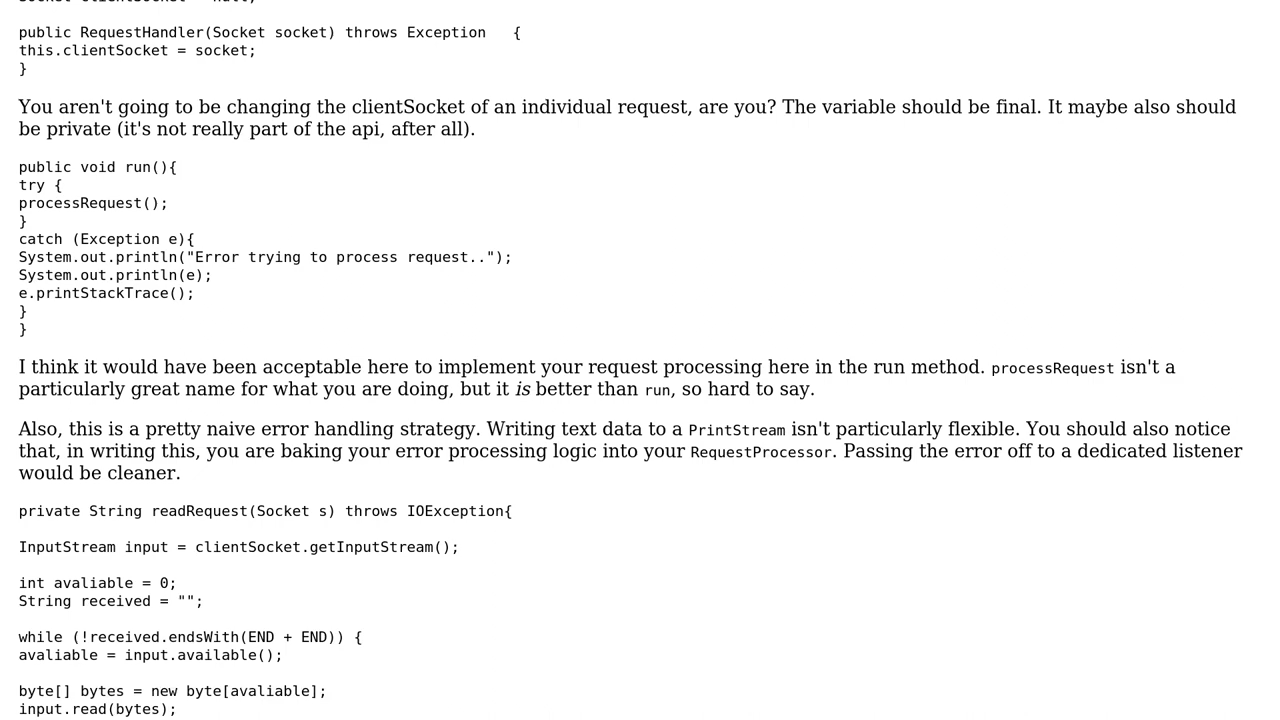 Socket clientSocket = null;
public RequestHandler(Socket socket) throws Exception   {
this.clientSocket = socket;
}
You aren't going to be changing the clientSocket of an individual request, are you? The variable should be final. It maybe also should
be private (it's not really part of the api, after all).
public void run(){
try {
processRequest();
}
catch (Exception e){
System.out.println("Error trying to process request..");
System.out.println(e);
e.printStackTrace();
}
}
I think it would have been acceptable here to implement your request processing here in the run method. processRequest isn't a
particularly great name for what you are doing, but it is better than run, so hard to say.
Also, this is a pretty naive error handling strategy. Writing text data to a PrintStream isn't particularly flexible. You should also notice
that, in writing this, you are baking your error processing logic into your RequestProcessor. Passing the error off to a dedicated listener
would be cleaner.
private String readRequest(Socket s) throws IOException{
InputStream input = clientSocket.getInputStream();
int avaliable = 0;
String received = "";
while (!received.endsWith(END + END)) {
avaliable = input.available();
byte[] bytes = new byte[avaliable];
input.read(bytes);